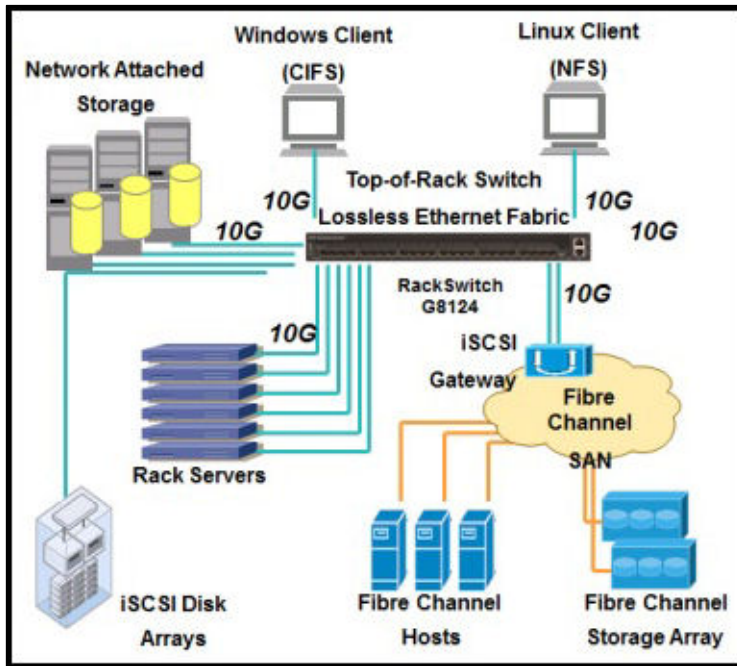 Windows Client
(CIFS)
Linux Client
(NFS)
Network Attached
Storage
Top-of-Rack Switch
Lossless Ethernet Fabric
10G
10G
10G
10G
RackSwitch
G8124
10G
10G
iSCSI
Gateway
Fibre
Channel
SAN
Rack Servers
iSCSI Disk
Arrays
Fibre Channel
Hosts
Fibre Channel
Storage Array